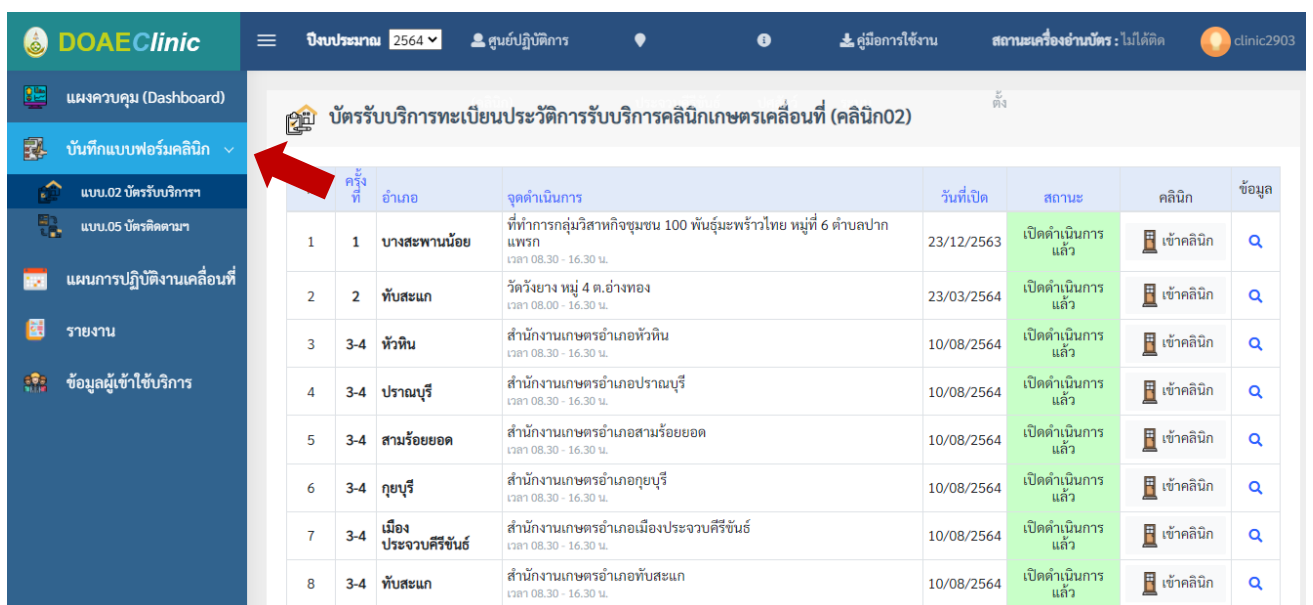 DOAEClinic
ปีงบประมาณ 2564 ศูนย์ปฏิบัติการ คู่มือการใช้งาน สถานะเครื่องอ่านบัตร : ไม่ได้ติด clinic2903
ตั้ง
แผงควบคุม (Dashboard)
บันทึกแบบฟอร์มคลินิก
แบบ.02 บัตรรับบริการฯ
แบบ.05 บัตรติดตามฯ
แผนการปฏิบัติงานเคลื่อนที่
รายงาน
ข้อมูลผู้เข้าใช้บริการ
บัตรรับบริการทะเบียนประวัติการรับบริการคลินิกเกษตรเคลื่อนที่ (คลินิก02)
ครั้ง
ที่ อำเภอ จุดดำเนินการ วันที่เปิด สถานะ คลินิก ข้อมูล
1 1 บางสะพานน้อย ที่ทำการกลุ่มวิสาหกิจชุมชน 100 พันธุ์มะพร้าวไทย หมู่ที่ 6 ตำบลปาก
แพรก
เวลา 08.30 - 16.30 น. 23/12/2563 เปิดดำเนินการ
แล้ว เข้าคลินิก
2 2 ทับสะแก วัดวังยาง หมู่ 4 ต.อ่างทอง
เวลา 08.00 - 16.30 น. 23/03/2564 เปิดดำเนินการ
แล้ว เข้าคลินิก
3 3-4 หัวหิน สำนักงานเกษตรอำเภอหัวหิน
เวลา 08.30 - 16.30 น. 10/08/2564 เปิดดำเนินการ
แล้ว เข้าคลินิก
4 3-4 ปราณบุรี สำนักงานเกษตรอำเภอปราณบุรี
เวลา 08.30 - 16.30 น. 10/08/2564 เปิดดำเนินการ
แล้ว เข้าคลินิก
5 3-4 สามร้อยยอด สำนักงานเกษตรอำเภอสามร้อยยอด
เวลา 08.30 - 16.30 น. 10/08/2564 เปิดดำเนินการ
แล้ว เข้าคลินิก
6 3-4 กุยบุรี สำนักงานเกษตรอำเภอกุยบุรี
เวลา 08.30 - 16.30 น. 10/08/2564 เปิดดำเนินการ
แล้ว เข้าคลินิก
7 3-4 เมือง
ประจวบคีรีขันธ์ สำนักงานเกษตรอำเภอเมืองประจวบคีรีขันธ์
เวลา 08.30 - 16.30 น. 10/08/2564 เปิดดำเนินการ
แล้ว เข้าคลินิก
8 3-4 ทับสะแก สำนักงานเกษตรอำเภอทับสะแก
เวลา 08.30 - 16.30 น. 10/08/2564 เปิดดำเนินการ
แล้ว เข้าคลินิก